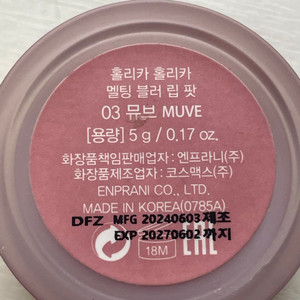 홀리카 홀리카
멜팅 블러 립 팟
03 뮤브 MUVE
[용량] 5 g / 0.17 oz.
화장품책임판매업자 : 엔프라니(주)
화장품제조업자 : 코스맥스(주)
ENPRANI CO., LTD.
MADE IN KOREA(0785A)
DFZ MFG 20240603 제조
EXP 20270602 까지
18M
EAC